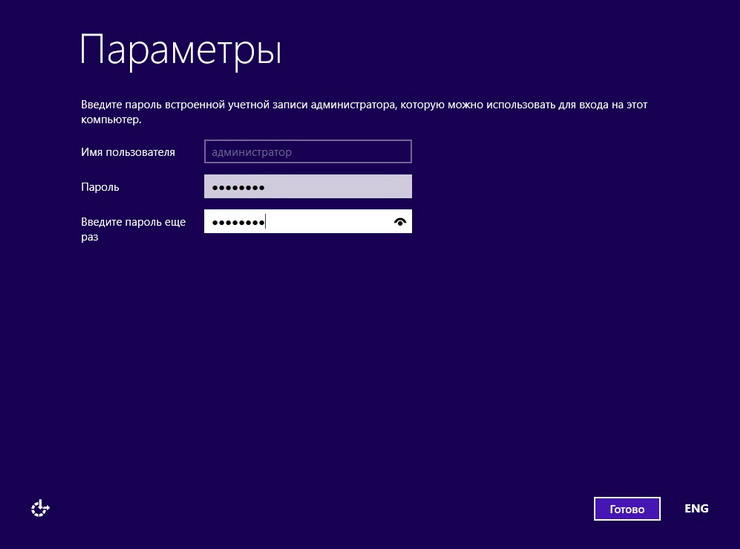 Параметры
Введите пароль встроенной учетной записи администратора, которую можно использовать для входа на этот
компьютер.
Имя пользователя
администратор
Пароль
●●●●●●●●
Введите пароль еще
раз
●●●●●●●●
Готово
ENG